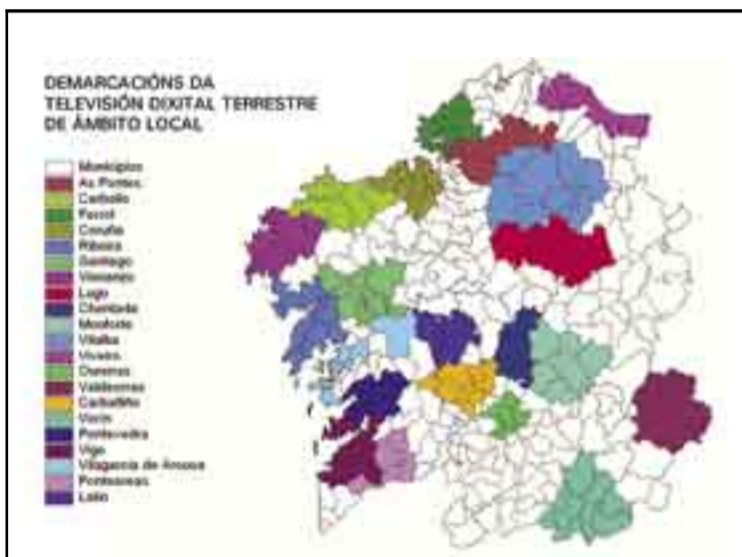 DEMARCACIÓNS DA
TELEVISIÓN DIXITAL TERRESTRE
DE ÁMBITO LOCAL
Municipios
As Pontes
Carballo
Ferrol
Coruña
Ribeira
Santiago
Vimianzo
Lugo
Chantada
Monforte
Vilalba
Viveiro
Ourense
Valdeorras
Carballiño
Verín
Pontevedra
Vigo
Vilagarcía de Arousa
Ponteareas
Lalín